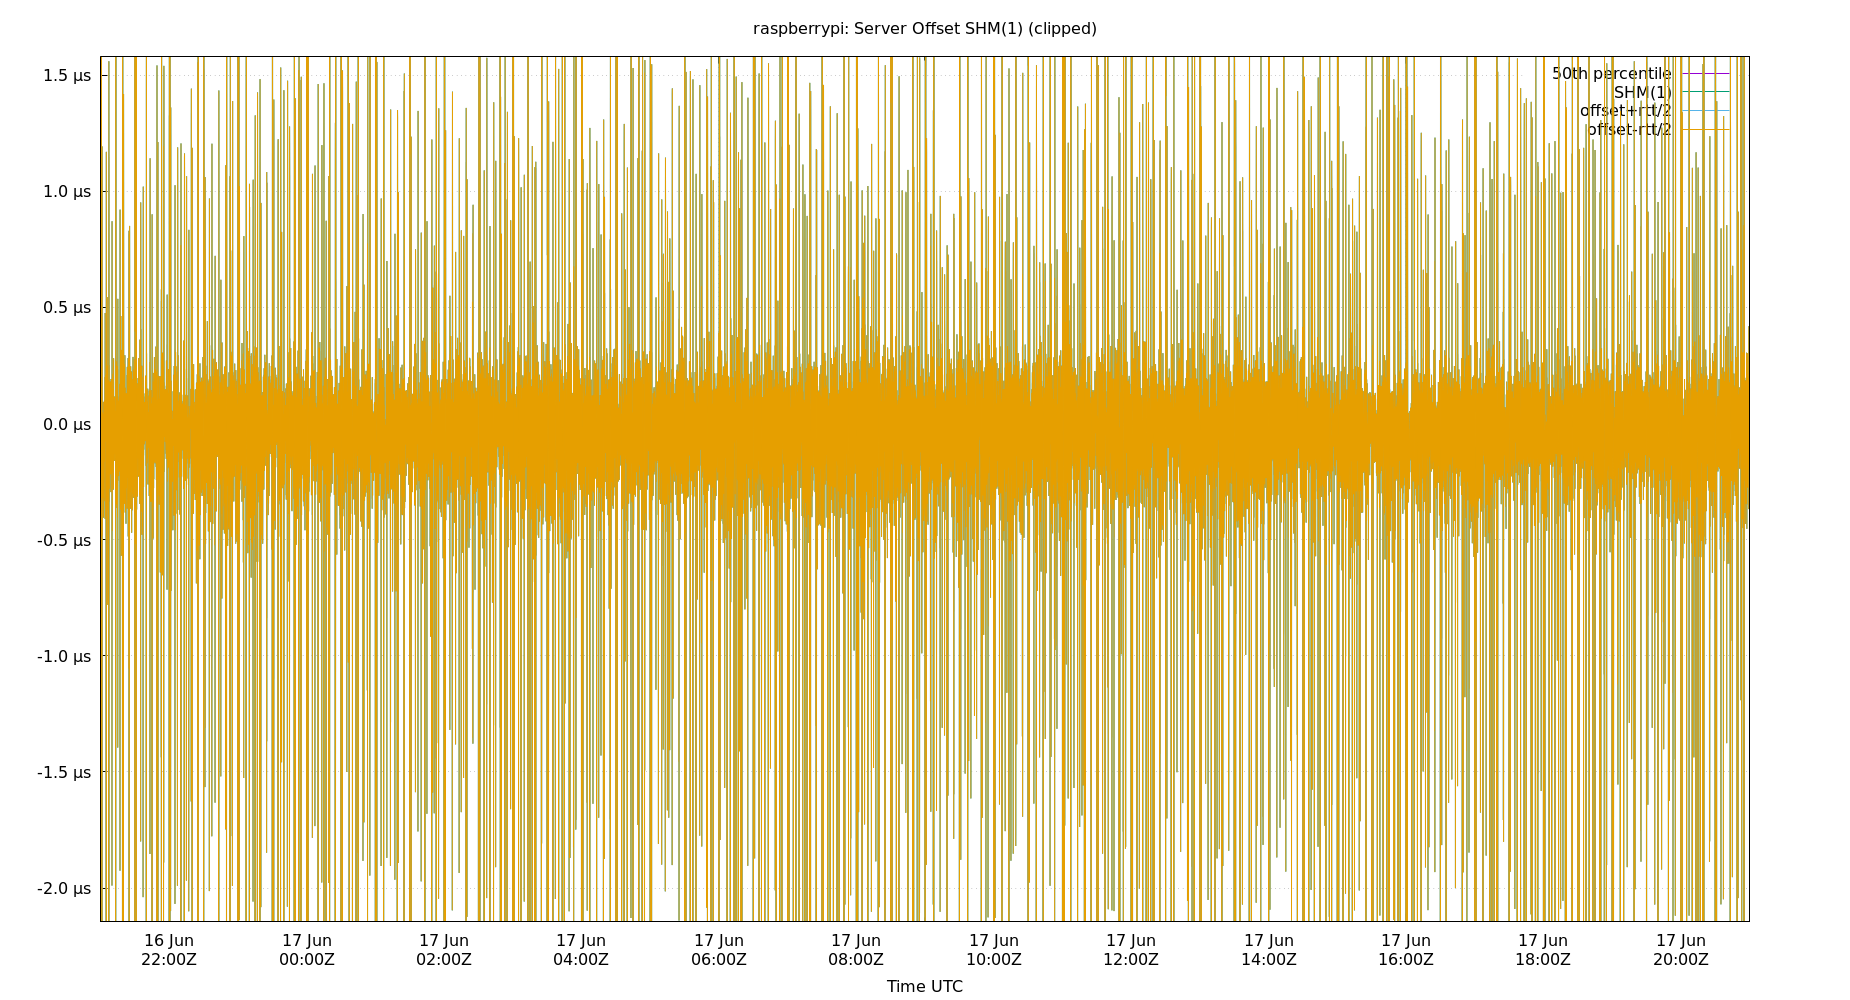 raspberrypi: Server Offset SHM(1) (clipped)
1.5 µs
1.0 µs
0.5 µs
0.0 µs
-0.5 µs
-1.0 µs
-1.5 µs
-2.0 µs
50th percentile
SHM(1)
offset+rtt/2
offset-rtt/2
16 Jun 17 Jun 17 Jun 17 Jun 17 Jun 17 Jun 17 Jun 17 Jun 17 Jun 17 Jun 17 Jun 17 Jun
22:00Z 00:00Z 02:00Z 04:00Z 06:00Z 08:00Z 10:00Z 12:00Z 14:00Z 16:00Z 18:00Z 20:00Z
Time UTC